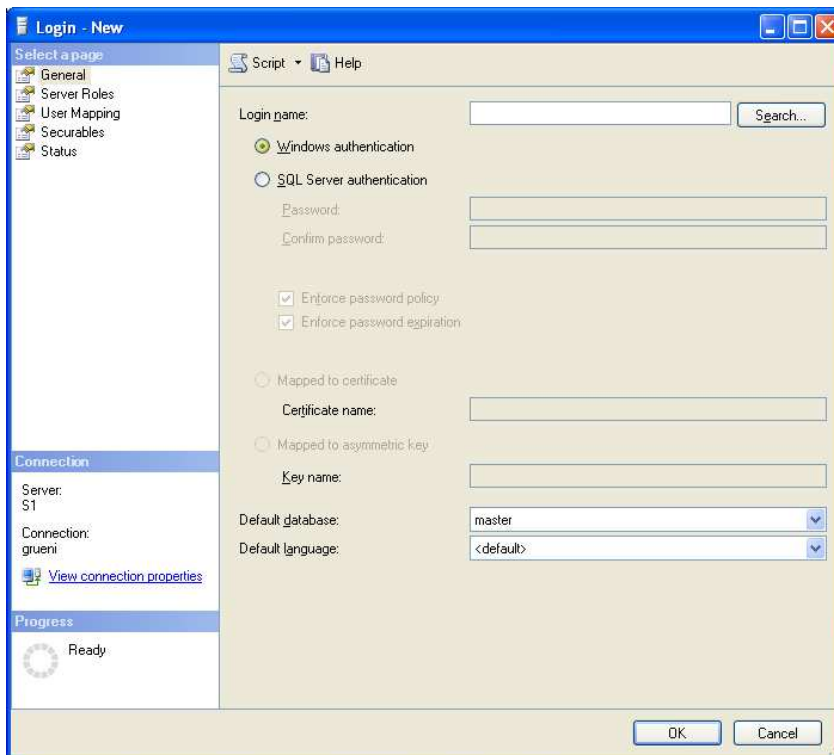 Login - New
Select a page
General
Server Roles
User Mapping
Securables
Status
Connection
Server:
S1
Connection:
grueni
View connection properties
Progress
Ready
Script Help
Login name: Search...
Windows authentication
SQL Server authentication
Password:
Confirm password:
Enforce password policy
Enforce password expiration
Mapped to certificate
Certificate name:
Mapped to asymmetric key
Key name:
Default database: master
Default language: <default>
OK Cancel